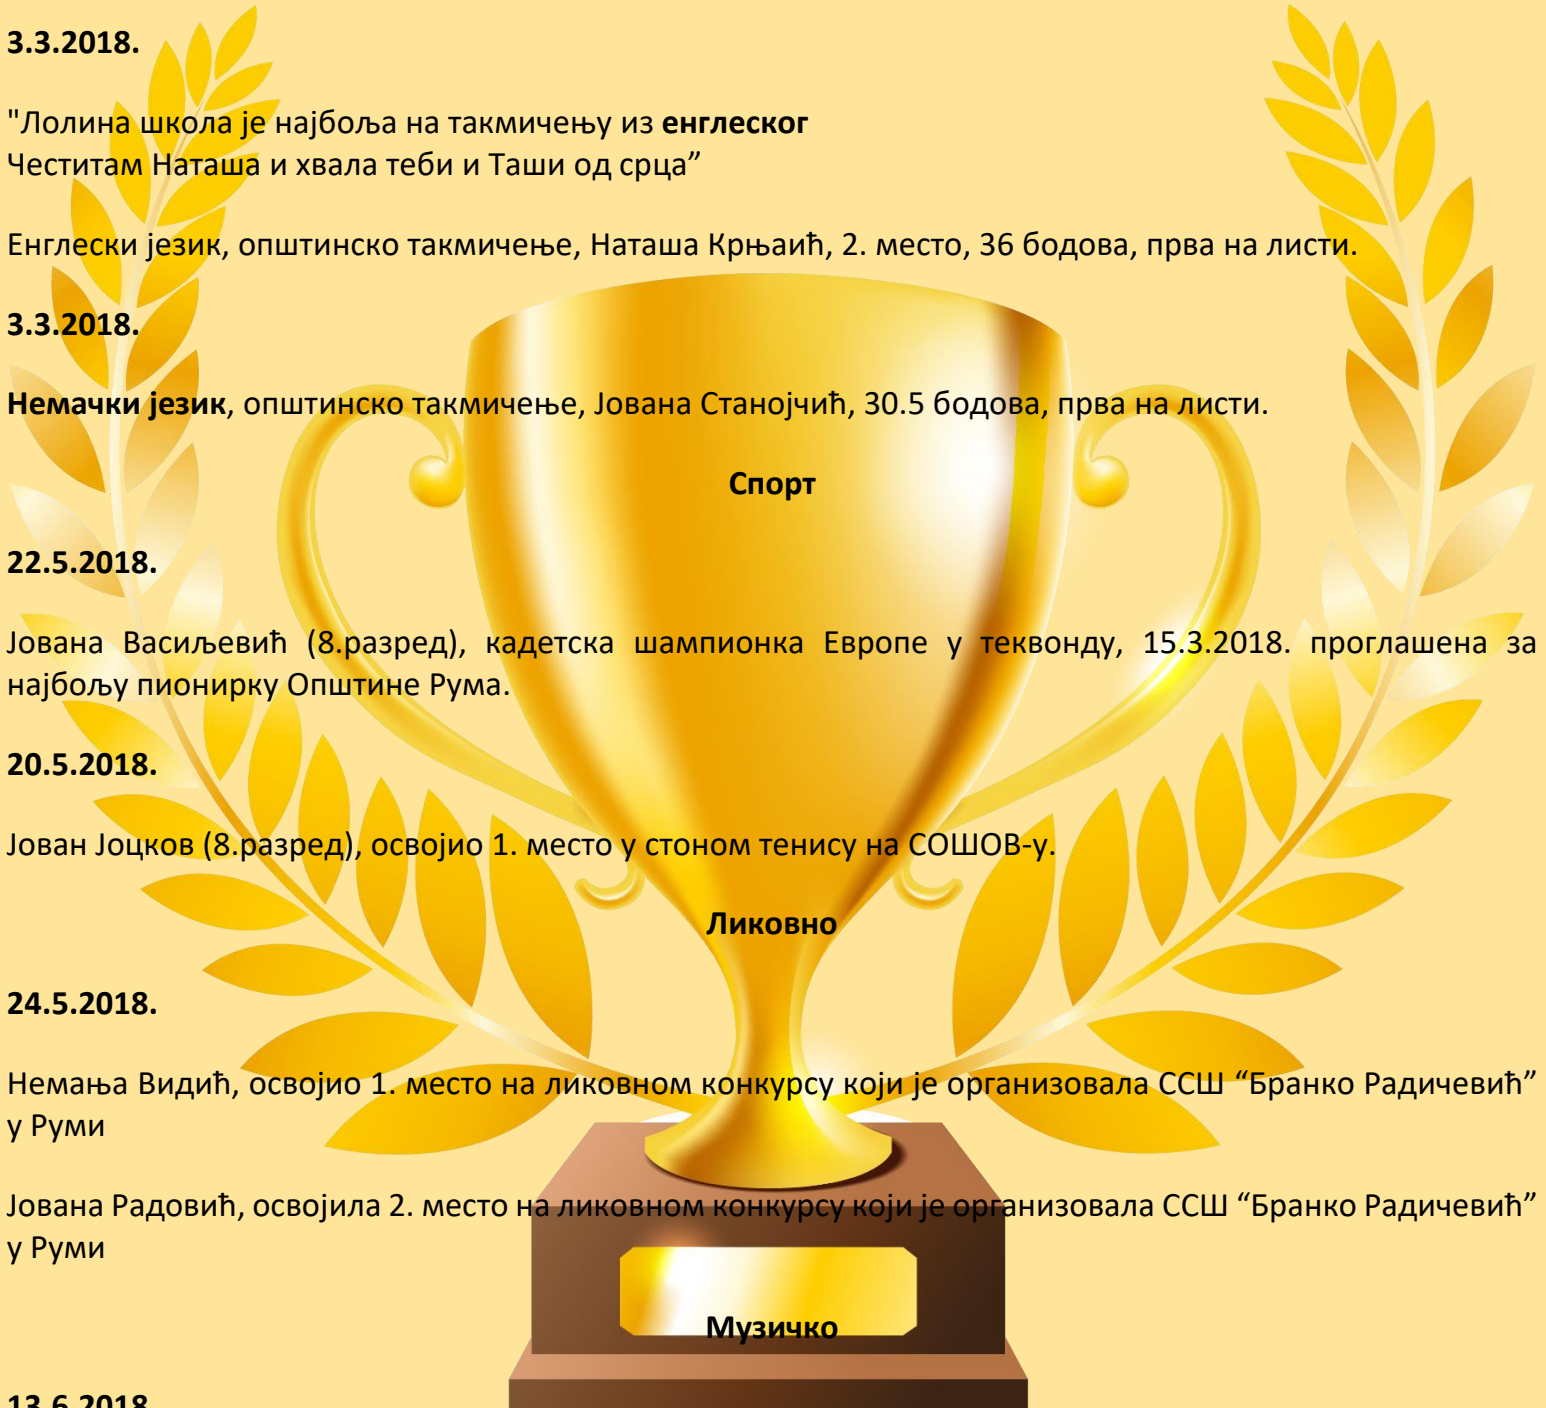 3.3.2018.
"Лолина школа је најбоља на такмичењу из енглеског
Честитам Наташа и хвала теби и Таши од срца”
Енглески језик, општинско такмичење, Наташа Крњаић, 2. место, 36 бодова, прва на листи.
3.3.2018.
Немачки језик, општинско такмичење, Јована Станојчић, 30.5 бодова, прва на листи.
Спорт
22.5.2018.
Јована Васиљевић (8.разред), кадетска шампионка Европе у теквонду, 15.3.2018. проглашена за
најбољу пионирку Општине Рума.
20.5.2018.
Јован Јоцков (8.разред), освојио 1. место у стоном тенису на СОШОВ-у.
Ликовно
24.5.2018.
Немања Видић, освојио 1. место на ликовном конкурсу који је организовала ССШ “Бранко Радичевић”
у Руми
Јована Радовић, освојила 2. место на ликовном конкурсу који је организовала ССШ “Бранко Радичевић”
у Руми
Музичко
13.6.2018.